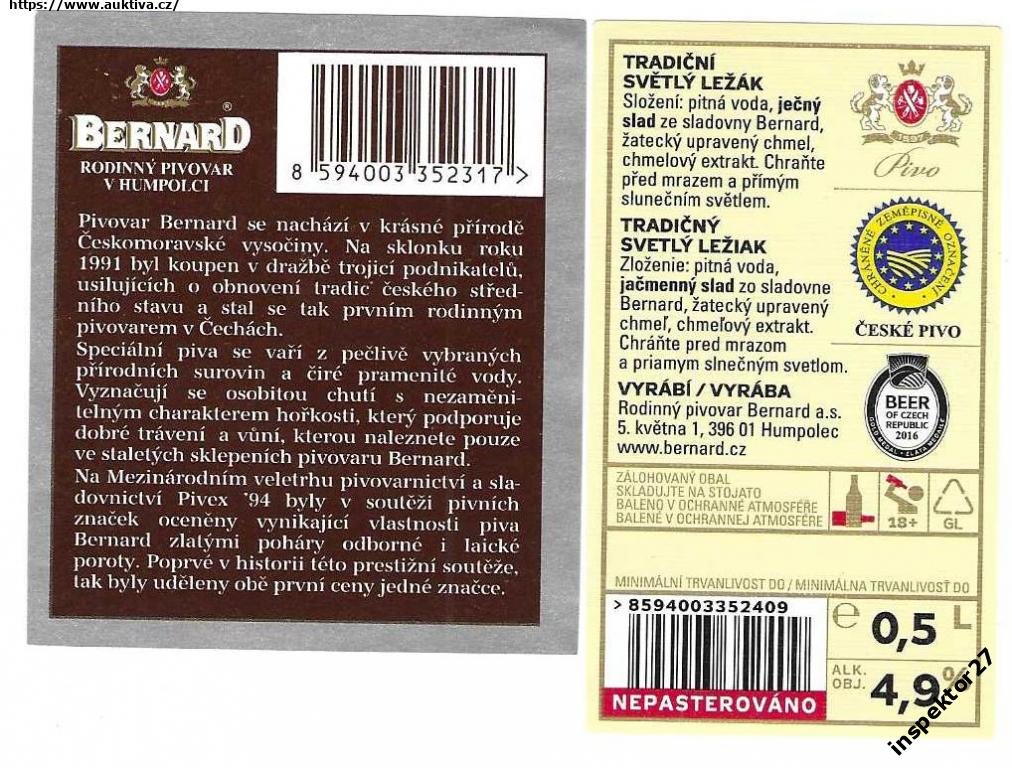 https://www.auktiva.cz/
BERNARD
®
RODINNÝ PIVOVAR
V HUMPOLCI
8 594003 352317 >
Pivovar Bernard se nachází v krásné přírodě
Českomoravské vysočiny. Na sklonku roku
1991 byl koupen v dražbě trojicí podnikatelů,
usilujících o obnovení tradic českého střed-
ního stavu a stal se tak prvním rodinným
pivovarem v Čechách.
Speciální piva se vaří z pečlivě vybraných
přírodních surovin a čiré pramenité vody.
Vyznačují se osobitou chutí s nezaměni-
telným charakterem hořkosti, který podporuje
dobré trávení a vůní, kterou naleznete pouze
ve staletých sklepeních pivovaru Bernard.
Na Mezinárodním veletrhu pivovarnictví a sla-
dovnictví Pivex '94 byly v soutěži pivních
značek oceněny vynikající vlastnosti piva
Bernard zlatými poháry odborné i laické
poroty. Poprvé v historii této prestižní soutěže,
tak byly uděleny obě první ceny jedné značce.
TRADIČNÍ
SVĚTLÝ LEŽÁK
Složení: pitná voda, ječný
slad ze sladovny Bernard,
žatecký upravený chmel,
chmelový extrakt. Chraňte
před mrazem a přímým
slunečním světlem.
TRADIČNÝ
SVETLÝ LEŽIAK
Zloženie: pitná voda,
jačmenný slad zo sladovne
Bernard, žatecký upravený
chmeľ, chmeľový extrakt.
Chráňte pred mrazom
a priamym slnečným svetlom.
VYRÁBÍ / VYRÁBA
Rodinný pivovar Bernard a.s.
5. května 1, 396 01 Humpolec
www.bernard.cz
1597
Pivo
CHRÁNĚNÉ ZEMĚPISNÉ OZNAČENÍ
ČESKÉ PIVO
BEER
OF CZECH
REPUBLIC
2016
GOLD MEDAL - ZLATÁ MEDAILE
ZÁLOHOVANÝ OBAL
SKLADUJTE NA STOJATO
BALENO V OCHRANNÉ ATMOSFÉŘE
BALENÉ V OCHRANNEJ ATMOSFÉRE
18+
GL
MINIMÁLNÍ TRVANLIVOST DO / MINIMÁLNA TRVANLIVOSŤ DO
> 8594003352409
NEPASTEROVÁNO
e 0,5 L
ALK.
OBJ. 4,9%
inspektor27